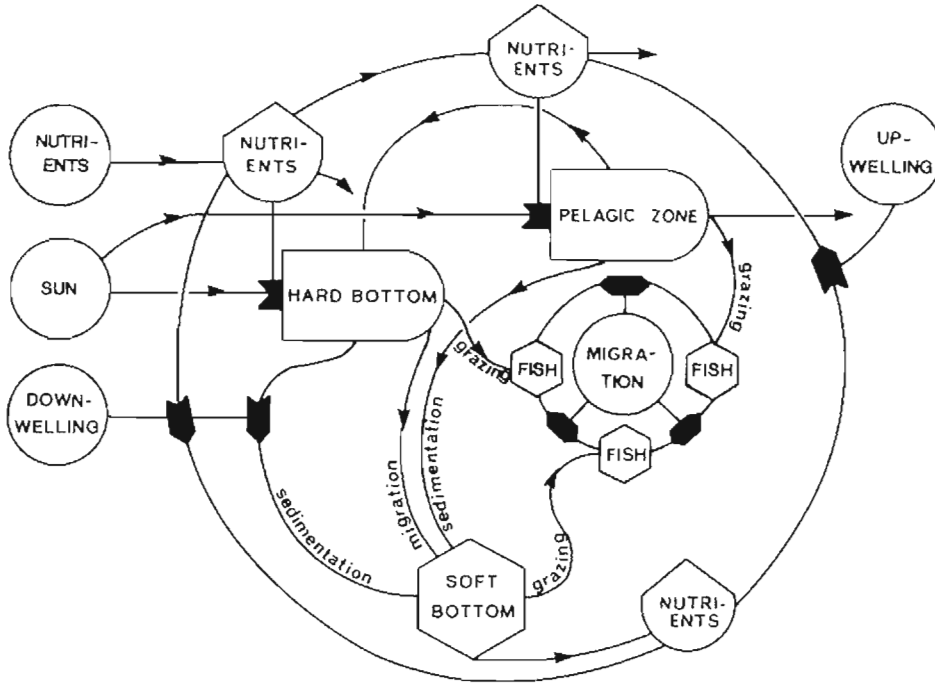 NUTRI-
ENTS
NUTRI-
ENTS
NUTRI-
ENTS
UP-
WELLING
PELAGIC ZONE
SUN
HARD BOTTOM
grazing
grazing
FISH
MIGRA-
TION
FISH
DOWN-
WELLING
FISH
sedimentation
migration
sedimentation
grazing
SOFT
BOTTOM
NUTRI-
ENTS